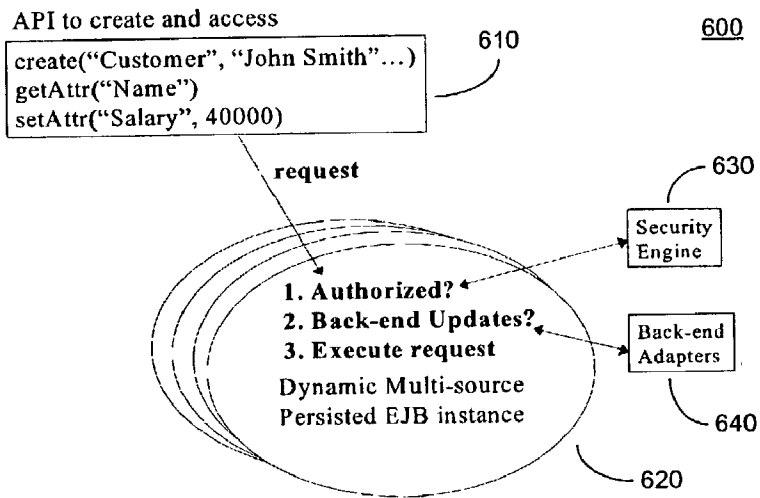 API to create and access
600
create(“Customer”, “John Smith”...)
getAttr(“Name”)
setAttr(“Salary”, 40000)
610
request
630
Security
Engine
1. Authorized?
2. Back-end Updates?
3. Execute request
Back-end
Adapters
Dynamic Multi-source
Persisted EJB instance
640
620